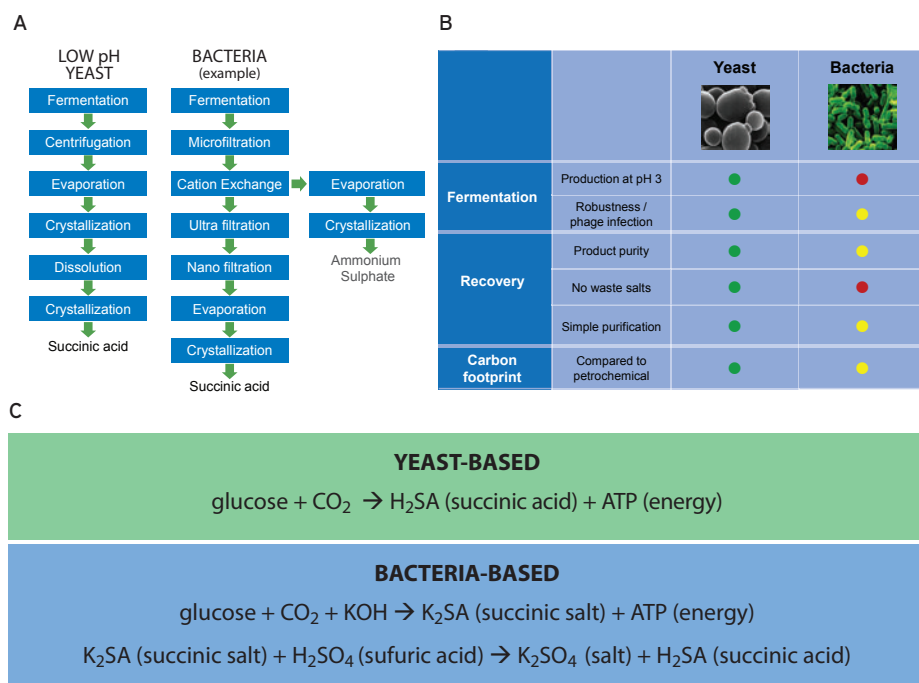 A
LOW pH
YEAST
Fermentation
Centrifugation
Evaporation
Crystallization
Dissolution
Crystallization
Succinic acid
BACTERIA
(example)
Fermentation
Microfiltration
Cation Exchange
Ultra filtration
Nano filtration
Evaporation
Crystallization
Succinic acid
Evaporation
Crystallization
Ammonium
Sulphate
B
Yeast
Bacteria
Fermentation
Production at pH 3
Robustness /
phage infection
Recovery
Product purity
No waste salts
Simple purification
Carbon
footprint
Compared to
petrochemical
C
YEAST-BASED
glucose + CO₂ → H₂SA (succinic acid) + ATP (energy)
BACTERIA-BASED
glucose + CO₂ + KOH → K₂SA (succinic salt) + ATP (energy)
K₂SA (succinic salt) + H₂SO₄ (sufuric acid) → K₂SO₄ (salt) + H₂SA (succinic acid)